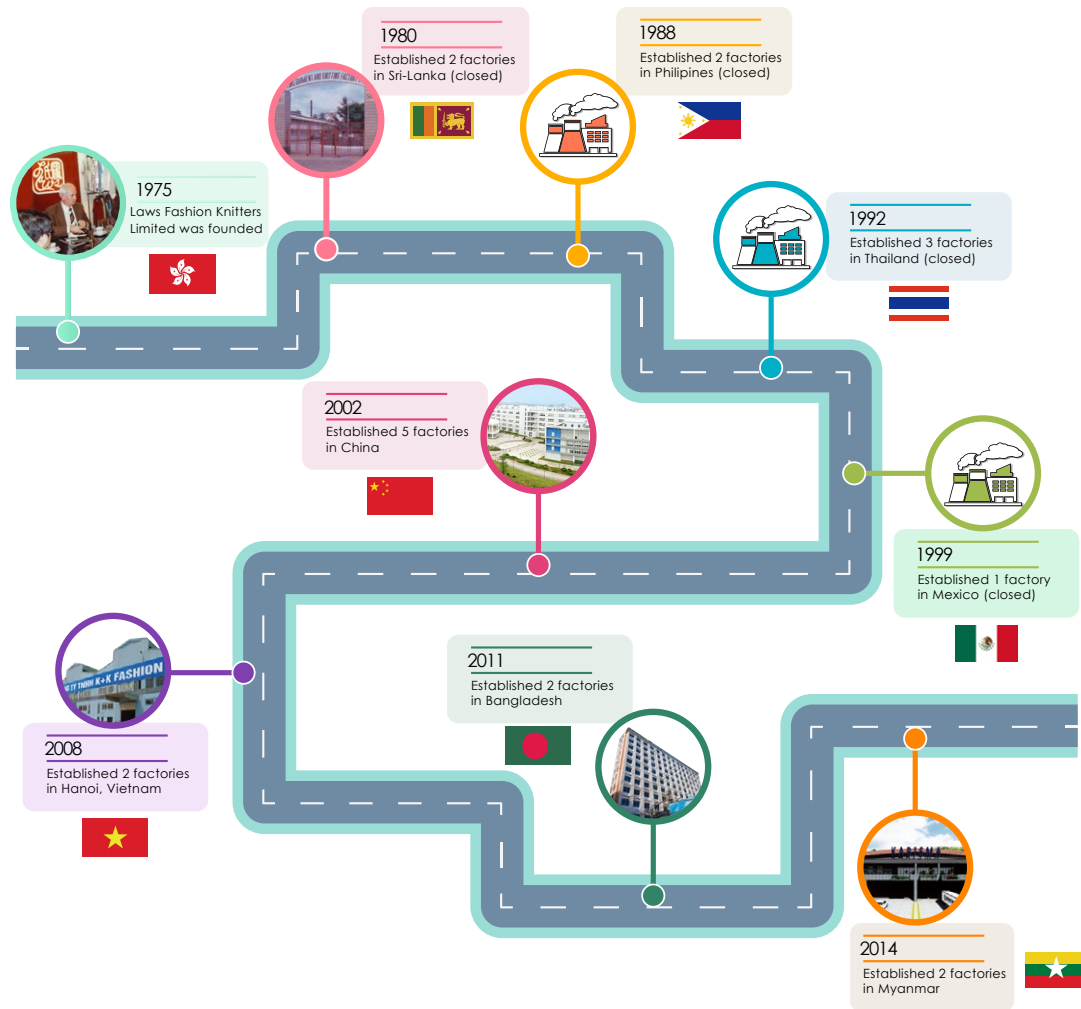 1975
Laws Fashion Knitters
Limited was founded
1980
Established 2 factories
in Sri-Lanka (closed)
1988
Established 2 factories
in Philipines (closed)
1992
Established 3 factories
in Thailand (closed)
1999
Established 1 factory
in Mexico (closed)
2002
Established 5 factories
in China
2008
Established 2 factories
in Hanoi, Vietnam
TY TNHH K+K FASHION
2011
Established 2 factories
in Bangladesh
KARISMA
2014
Established 2 factories
in Myanmar